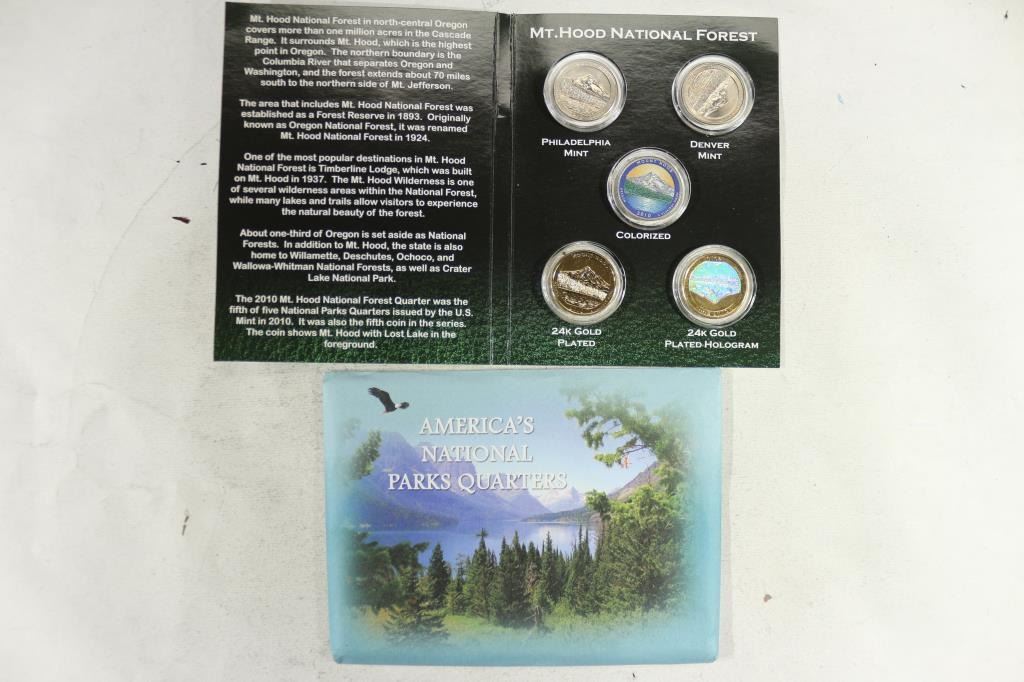 Mt. Hood National Forest in north-central Oregon
covers more than one million acres in the Cascade
Range. It surrounds Mt. Hood, which is the highest
point in Oregon. The northern boundary is the
Columbia River that separates Oregon and
Washington, and the forest extends about 70 miles
south to the northern side of Mt. Jefferson.
The area that includes Mt. Hood National Forest was
established as a Forest Reserve in 1893. Originally
known as Oregon National Forest, it was renamed
Mt. Hood National Forest in 1924.
One of the most popular destinations in Mt. Hood
National Forest is Timberline Lodge, which was built
on Mt. Hood in 1937. The Mt. Hood Wilderness is one
of several wilderness areas within the National Forest,
while many lakes and trails allow visitors to experience
the natural beauty of the forest.
About one-third of Oregon is set aside as National
Forests. In addition to Mt. Hood, the state is also
home to Willamette, Deschutes, Ochoco, and
Wallowa-Whitman National Forests, as well as Crater
Lake National Park.
The 2010 Mt. Hood National Forest Quarter was the
fifth of five National Parks Quarters issued by the U.S.
Mint in 2010. It was also the fifth coin in the series.
The coin shows Mt. Hood with Lost Lake in the
foreground.
Mt.Hood National Forest
Philadelphia
Mint
Denver
Mint
MOUNT HOOD
2010
Colorized
24k Gold
Plated
24k Gold
Plated Hologram
AMERICA'S
NATIONAL
PARKS QUARTERS